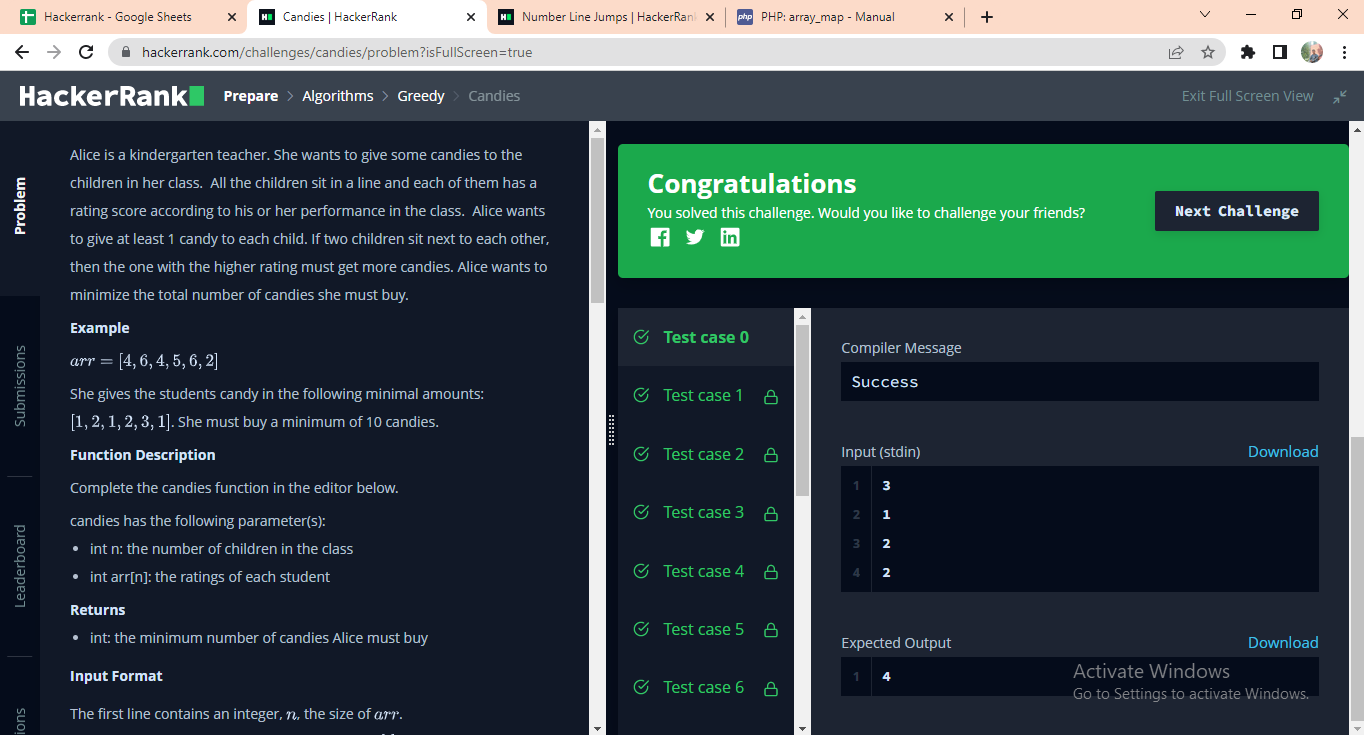 Hackerrank - Google Sheets
Candies | HackerRank
Number Line Jumps | HackerRank
PHP: array_map - Manual
hackerrank.com/challenges/candies/problem?isFullScreen=true
HackerRank
Prepare > Algorithms > Greedy > Candies
Exit Full Screen View
Problem
Submissions
Leaderboard
Alice is a kindergarten teacher. She wants to give some candies to the
children in her class. All the children sit in a line and each of them has a
rating score according to his or her performance in the class. Alice wants
to give at least 1 candy to each child. If two children sit next to each other,
then the one with the higher rating must get more candies. Alice wants to
minimize the total number of candies she must buy.
Example
arr = [4, 6, 4, 5, 6, 2]
She gives the students candy in the following minimal amounts:
[1, 2, 1, 2, 3, 1]. She must buy a minimum of 10 candies.
Function Description
Complete the candies function in the editor below.
candies has the following parameter(s):
• int n: the number of children in the class
• int arr[n]: the ratings of each student
Returns
• int: the minimum number of candies Alice must buy
Input Format
The first line contains an integer, n, the size of arr.
Congratulations
You solved this challenge. Would you like to challenge your friends?
Next Challenge
Test case 0
Test case 1
Test case 2
Test case 3
Test case 4
Test case 5
Test case 6
Compiler Message
Success
Input (stdin)
Download
1 3
2 1
3 2
4 2
Expected Output
Download
1 4
Activate Windows
Go to Settings to activate Windows.